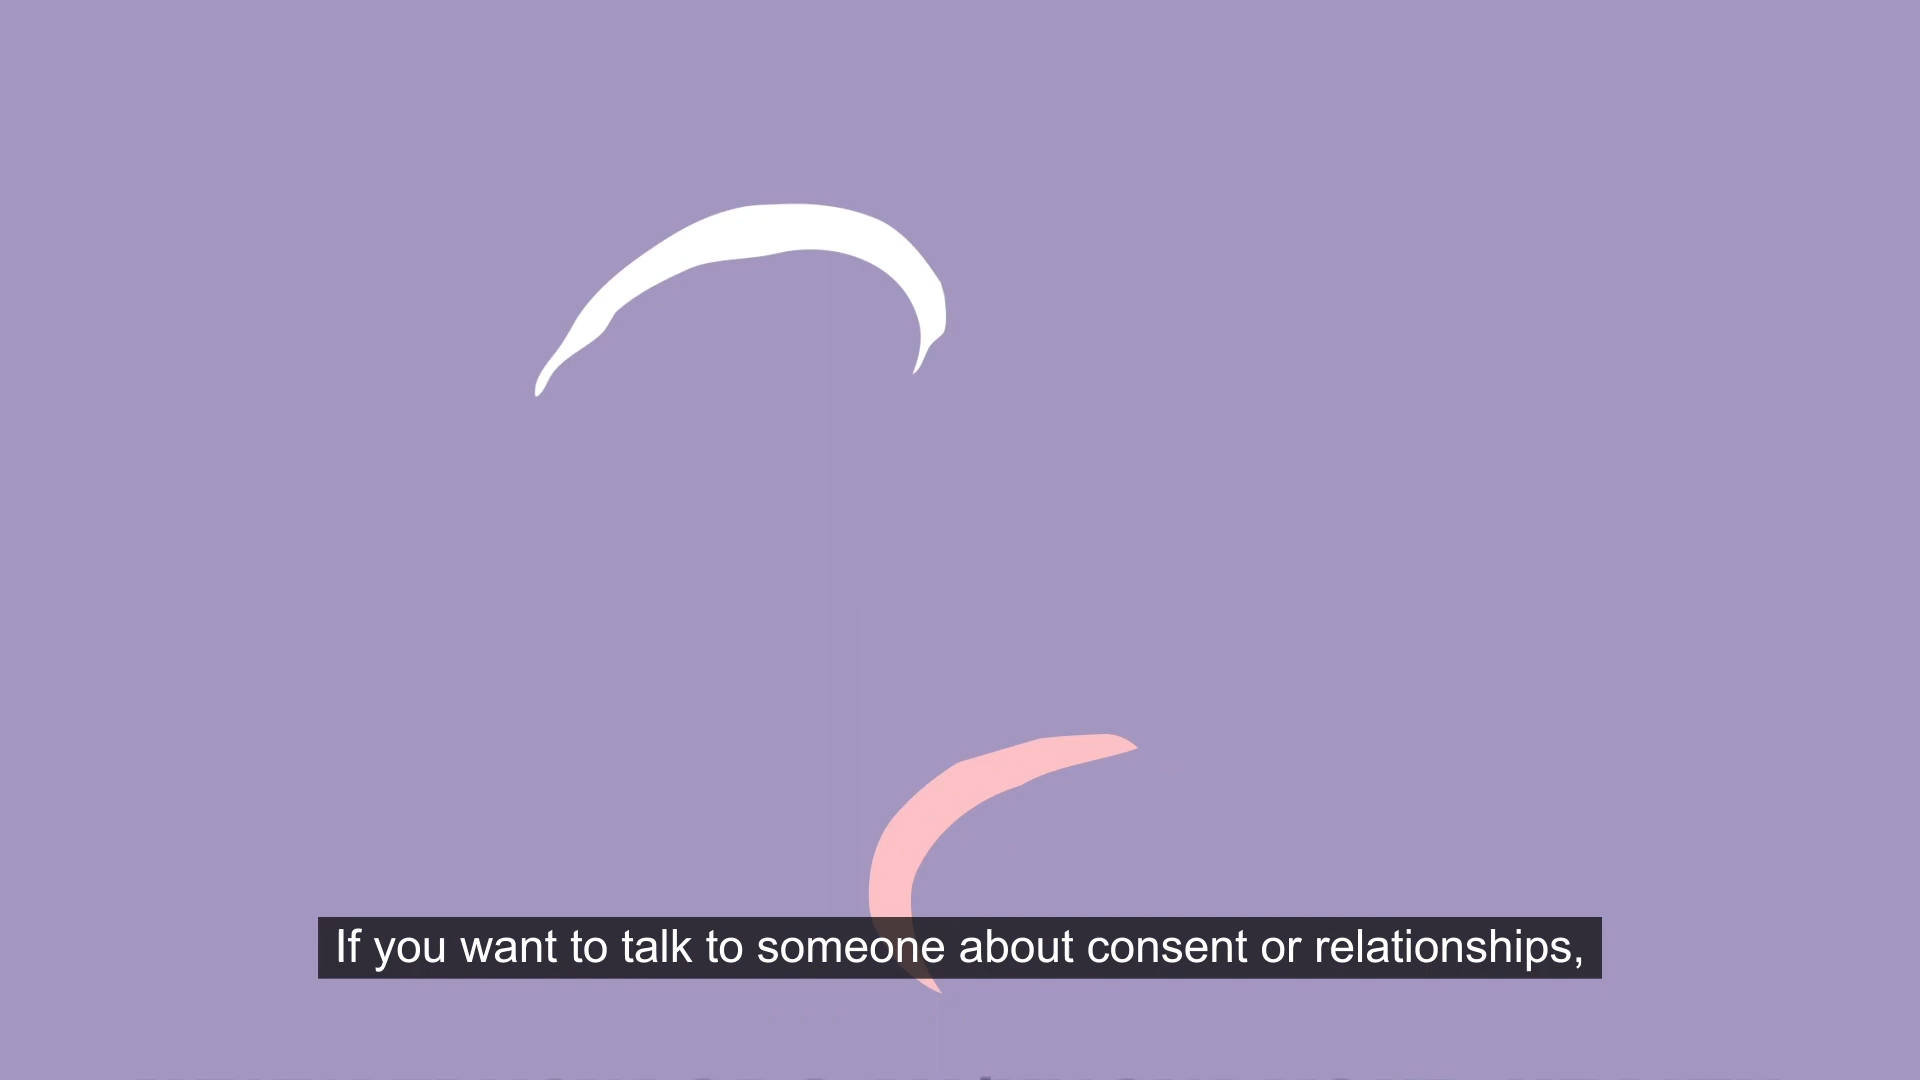 If you want to talk to someone about consent or relationships,